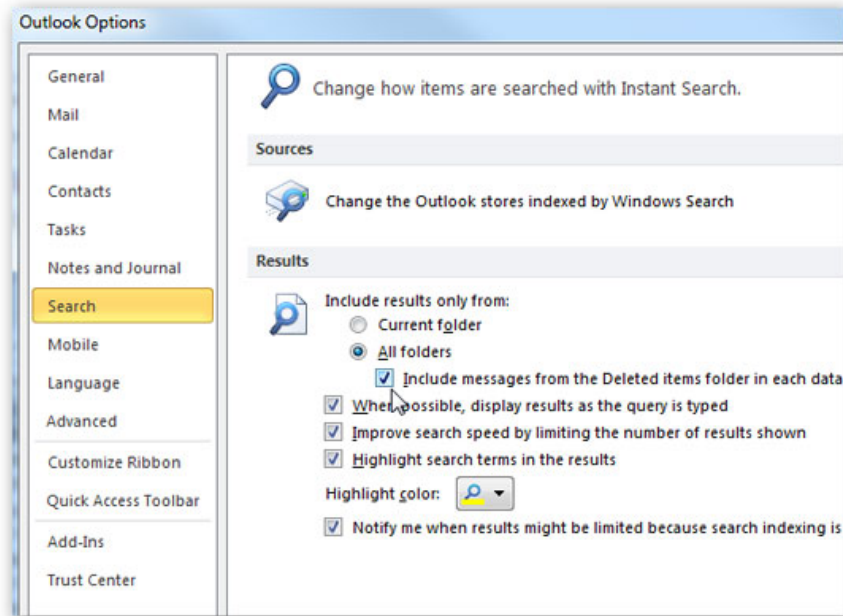 Outlook Options
General
Mail
Calendar
Contacts
Tasks
Notes and Journal
Search
Mobile
Language
Advanced
Customize Ribbon
Quick Access Toolbar
Add-Ins
Trust Center
Change how items are searched with Instant Search.
Sources
Change the Outlook stores indexed by Windows Search
Results
Include results only from:
Current folder
All folders
Include messages from the Deleted items folder in each data
When possible, display results as the query is typed
Improve search speed by limiting the number of results shown
Highlight search terms in the results
Highlight color:
Notify me when results might be limited because search indexing is